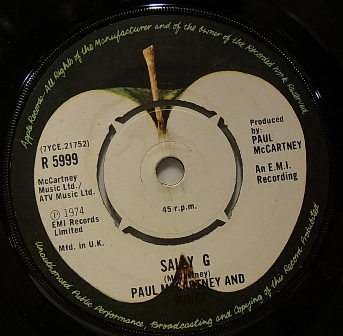 Apple Records. All Rights of the Manufacturer and of the owner of the Recorded Work Reserved
(7YCE.21752)
R 5999
McCartney
Music Ltd./
ATV Music Ltd.
℗ 1974
EMI Records
Limited
Mfd. in U.K.
45 r.p.m.
Produced
by:
PAUL
McCARTNEY
An E.M.I.
Recording
SALLY G
(McCartney)
PAUL McCARTNEY AND
Unauthorised Public Performance, Broadcasting and Copying of this Record Prohibited